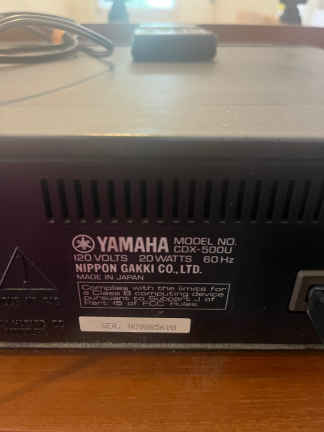 YAMAHA MODEL NO.
CDX-500U
120 VOLTS 20 WATTS 60 Hz
NIPPON GAKKI CO., LTD.
MADE IN JAPAN
Complies with the limits for
a Class B computing device
pursuant to Subpart J of
Part 15 of FCC Rules.
SER.